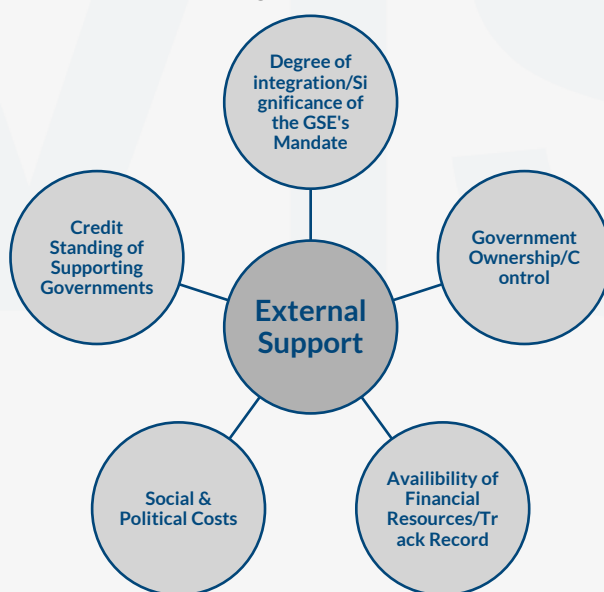 Degree of
integration/Si
gnificance of
the GSE's
Mandate
Credit
Standing of
Supporting
Governments
Government
Ownership/C
ontrol
External
Support
Social &
Political Costs
Availibility of
Financial
Resources/Tr
ack Record